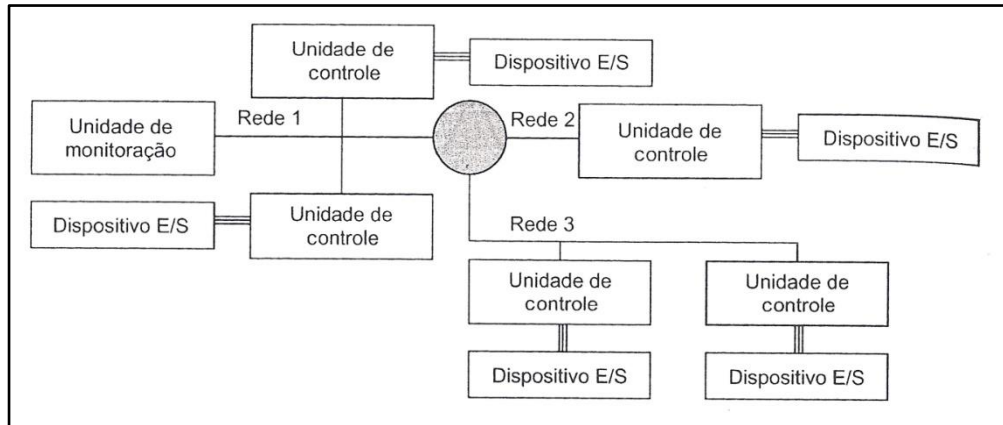 Unidade de
controle
Dispositivo E/S
Unidade de
monitoração
Rede 1
Rede 2
Unidade de
controle
Dispositivo E/S
Dispositivo E/S
Unidade de
controle
Rede 3
Unidade de
controle
Unidade de
controle
Dispositivo E/S
Dispositivo E/S